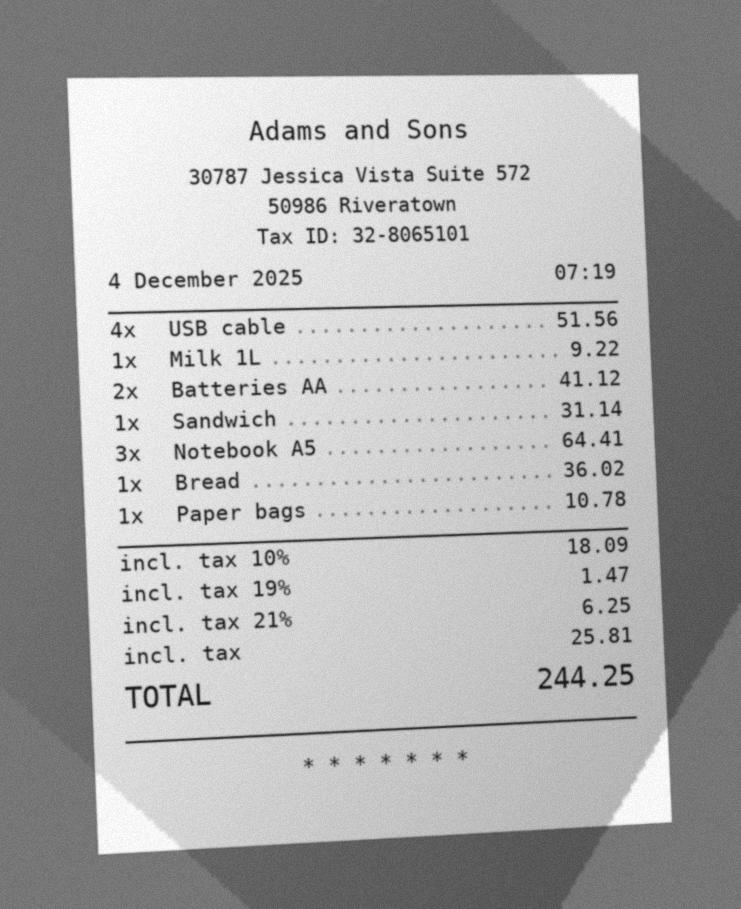 Adams and Sons
30787 Jessica Vista Suite 572
50986 Riveratown
Tax ID: 32-8065101
4 December 2025 07:19
4x USB cable ..................... 51.56
1x Milk 1L ....................... 9.22
2x Batteries AA ................. 41.12
1x Sandwich ..................... 31.14
3x Notebook A5 .................. 64.41
1x Bread ........................ 36.02
1x Paper bags ................... 10.78
incl. tax 10% 18.09
incl. tax 19% 1.47
incl. tax 21% 6.25
incl. tax 25.81
TOTAL 244.25
* * * * * * *